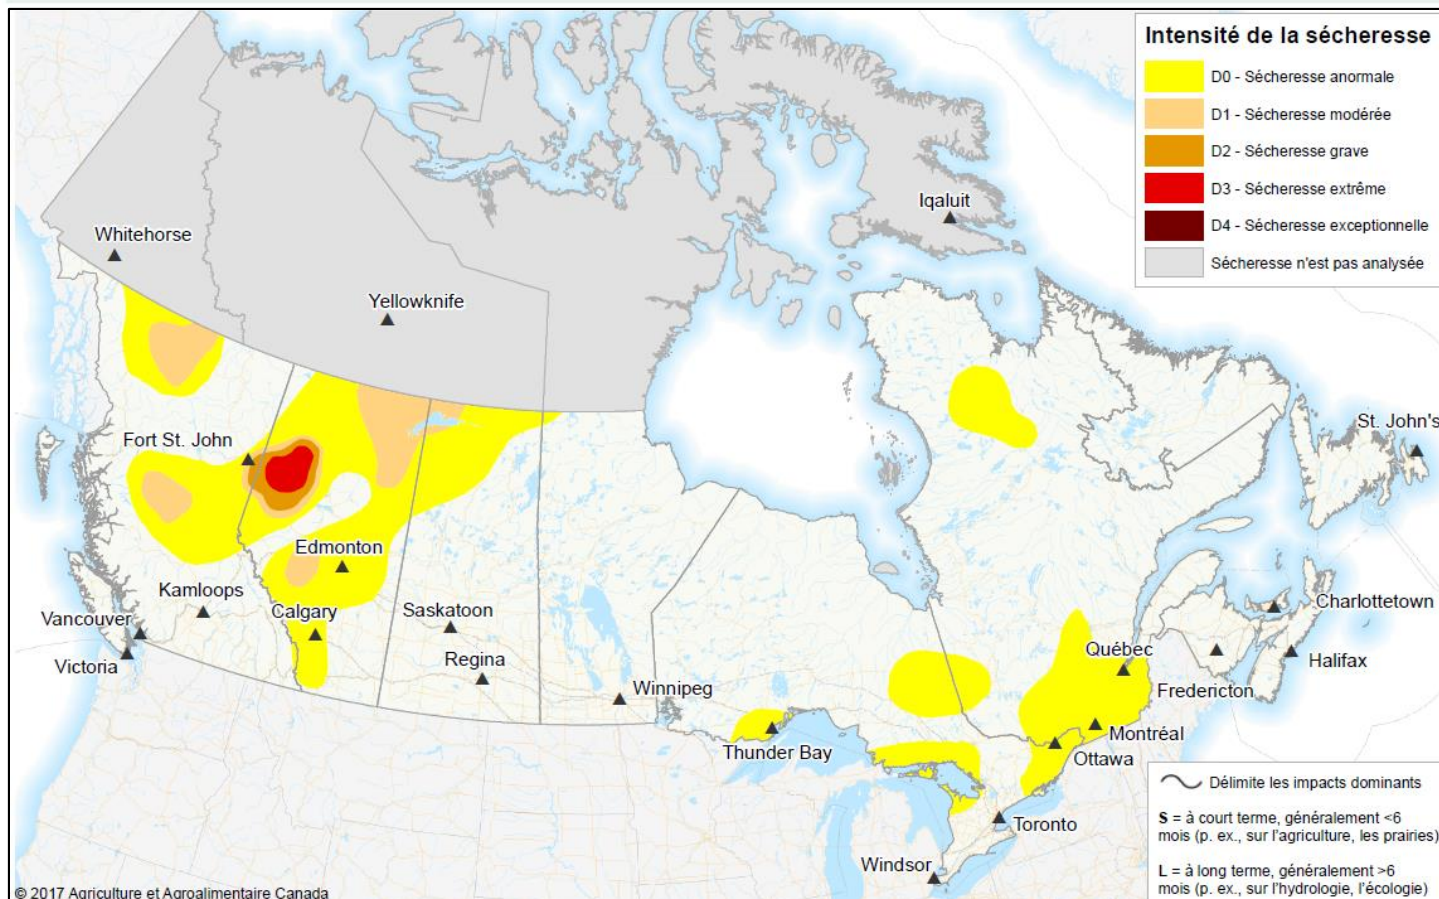 Intensité de la sécheresse
D0 - Sécheresse anormale
D1 - Sécheresse modérée
D2 - Sécheresse grave
D3 - Sécheresse extrême
D4 - Sécheresse exceptionnelle
Sécheresse n'est pas analysée
Iqaluit
Whitehorse
Yellowknife
Fort St. John
St. John's
Edmonton
Kamloops
Calgary
Saskatoon
Vancouver
Victoria
Regina
Winnipeg
Thunder Bay
Charlottetown
Québec
Halifax
Fredericton
Montréal
Ottawa
Toronto
Windsor
Délimite les impacts dominants
S = à court terme, généralement <6
mois (p. ex., sur l'agriculture, les prairies)
L = à long terme, généralement >6
mois (p. ex., sur l'hydrologie, l'écologie)
© 2017 Agriculture et Agroalimentaire Canada